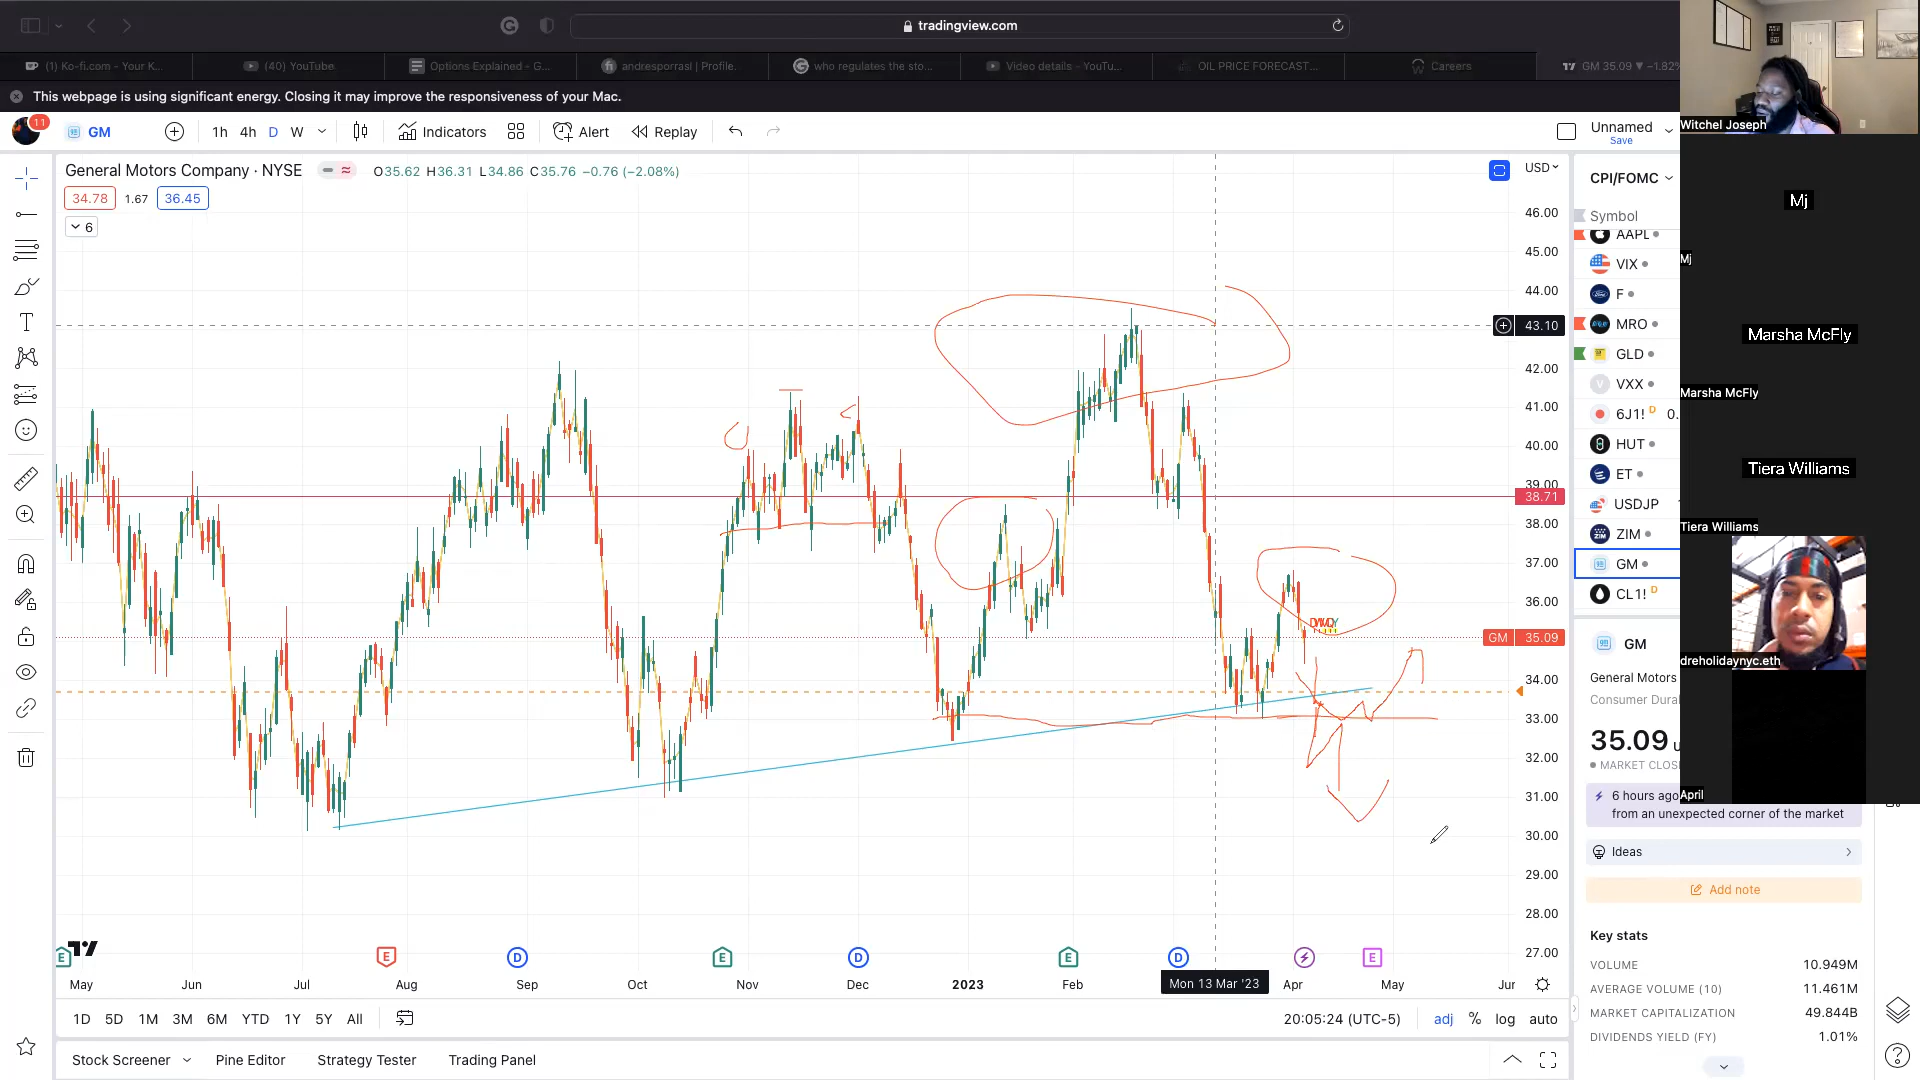 tradingview.com
(1) Ko-fi.com - Your K...
(40) YouTube
Options Explained - G...
andresporrasl | Profile.
who regulates the sto...
Video details - YouTu...
OIL PRICE FORECAST...
Careers
GM 35.09 ▼ −1.82%
This webpage is using significant energy. Closing it may improve the responsiveness of your Mac.
11
GM
1h 4h D W
Indicators
Alert
Replay
Unnamed
Save
General Motors Company · NYSE
O35.62 H36.31 L34.86 C35.76 −0.76 (−2.08%)
34.78 1.67 36.45
6
USD
46.00
45.00
44.00
43.10
42.00
41.00
40.00
39.00
38.71
38.00
37.00
36.00
GM 35.09
34.00
33.00
32.00
31.00
30.00
29.00
28.00
27.00
E E D E D E D E
May Jun Jul Aug Sep Oct Nov Dec 2023 Feb Mon 13 Mar '23 Apr May Jun
1D 5D 1M 3M 6M YTD 1Y 5Y All
20:05:24 (UTC-5)
adj % log auto
Stock Screener
Pine Editor
Strategy Tester
Trading Panel
CPI/FOMC
Symbol
AAPL
VIX
F
MRO
GLD
VXX
6J1! D 0.
HUT
ET
USDJP
ZIM
GM
CL1! D
GM
General Motors
Consumer Dural
35.09
MARKET CLOS
6 hours ago
from an unexpected corner of the market
Ideas
Add note
Key stats
VOLUME 10.949M
AVERAGE VOLUME (10) 11.461M
MARKET CAPITALIZATION 49.844B
DIVIDENDS YIELD (FY) 1.01%
Witchel Joseph
Mj
Mj
Marsha McFly
Marsha McFly
Tiera Williams
Tiera Williams
dreholidaynyc.eth
April